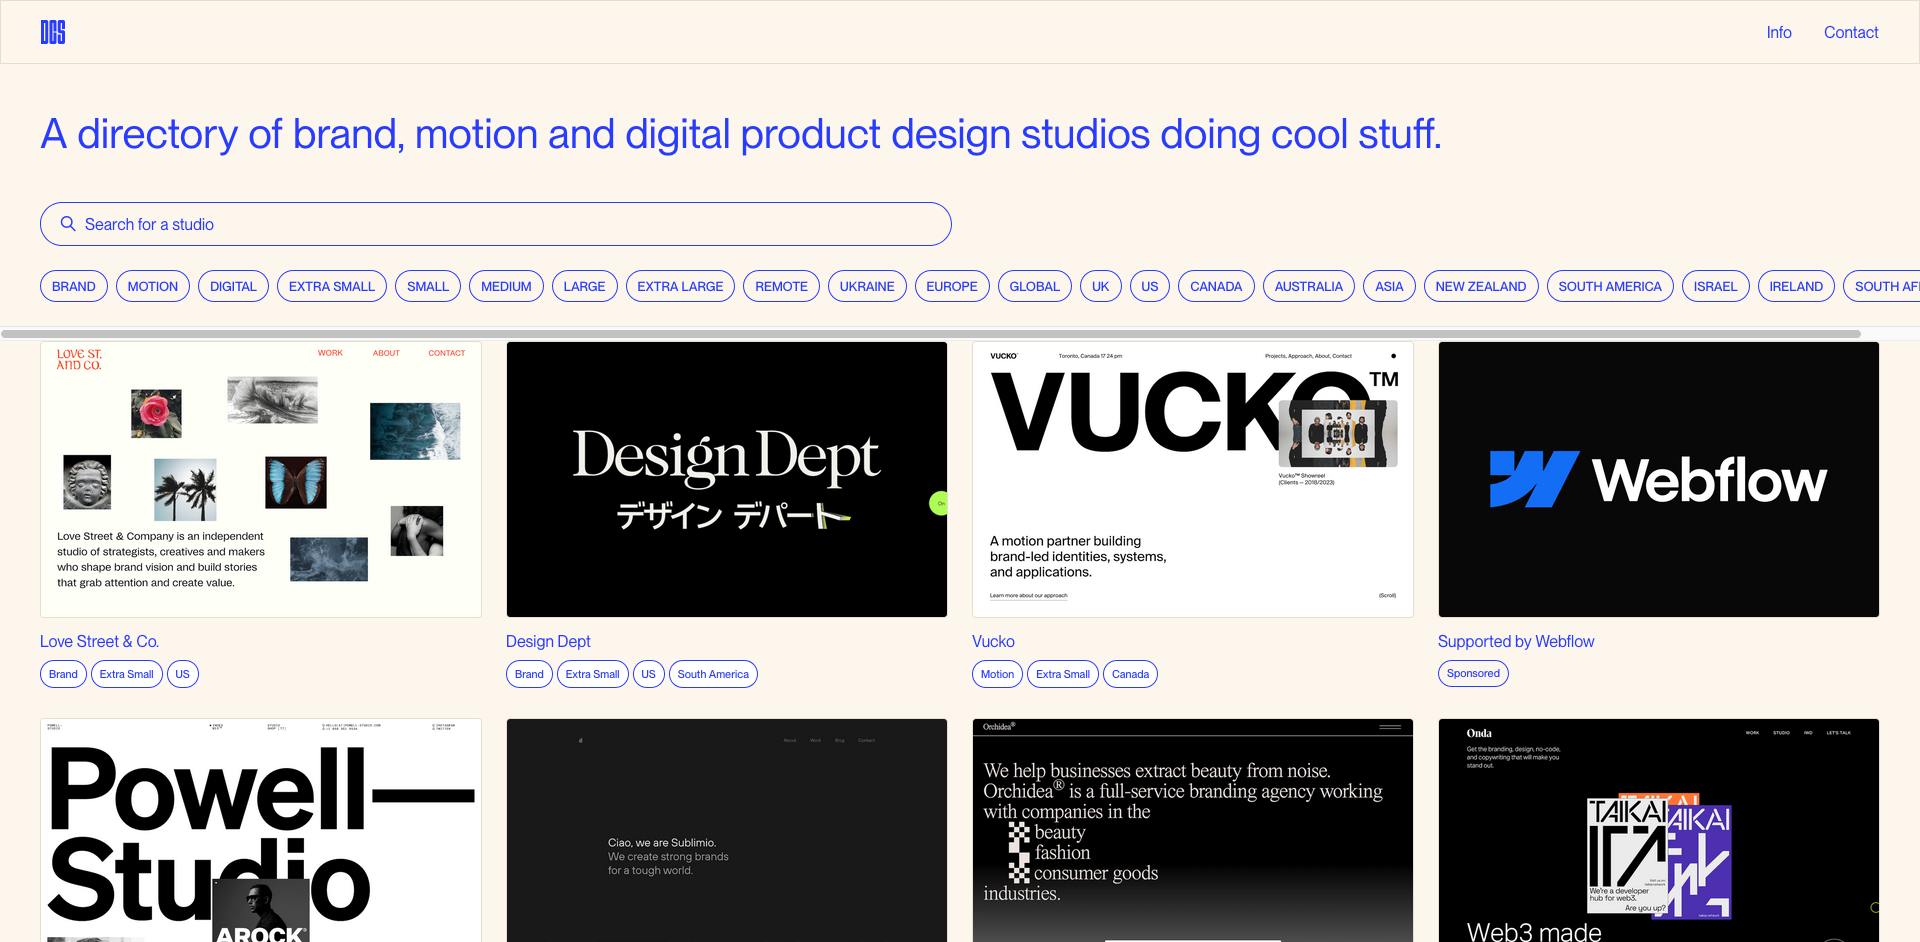 DCS
Info
Contact
A directory of brand, motion and digital product design studios doing cool stuff.
Search for a studio
BRAND
MOTION
DIGITAL
EXTRA SMALL
SMALL
MEDIUM
LARGE
EXTRA LARGE
REMOTE
UKRAINE
EUROPE
GLOBAL
UK
US
CANADA
AUSTRALIA
ASIA
NEW ZEALAND
SOUTH AMERICA
ISRAEL
IRELAND
SOUTH AF
LOVE ST.
AND CO.
WORK
ABOUT
CONTACT
Love Street & Company is an independent
studio of strategists, creatives and makers
who shape brand vision and build stories
that grab attention and create value.
Love Street & Co.
Brand
Extra Small
US
Design Dept
デザイン デパート
On
Design Dept
Brand
Extra Small
US
South America
VUCKO
Toronto, Canada 17 24 pm
Projects, Approach, About, Contact
VUCKO™
Vucko™ Showreel
(Clients – 2018/2023)
A motion partner building
brand-led identities, systems,
and applications.
Learn more about our approach
(Scroll)
Vucko
Motion
Extra Small
Canada
Webflow
Supported by Webflow
Sponsored
Powell—
Studio
AROCK
About
Work
Blog
Contact
Ciao, we are Sublimio.
We create strong brands
for a tough world.
Orchidea®
We help businesses extract beauty from noise.
Orchidea® is a full-service branding agency working
with companies in the
beauty
fashion
consumer goods
industries.
Onda
WORK
STUDIO
IWD
LET'S TALK
Get the branding, design, no-code,
and copywriting that will make you
stand out.
TAIKAI
We're a developer
hub for web3.
Are you up?
Web3 made